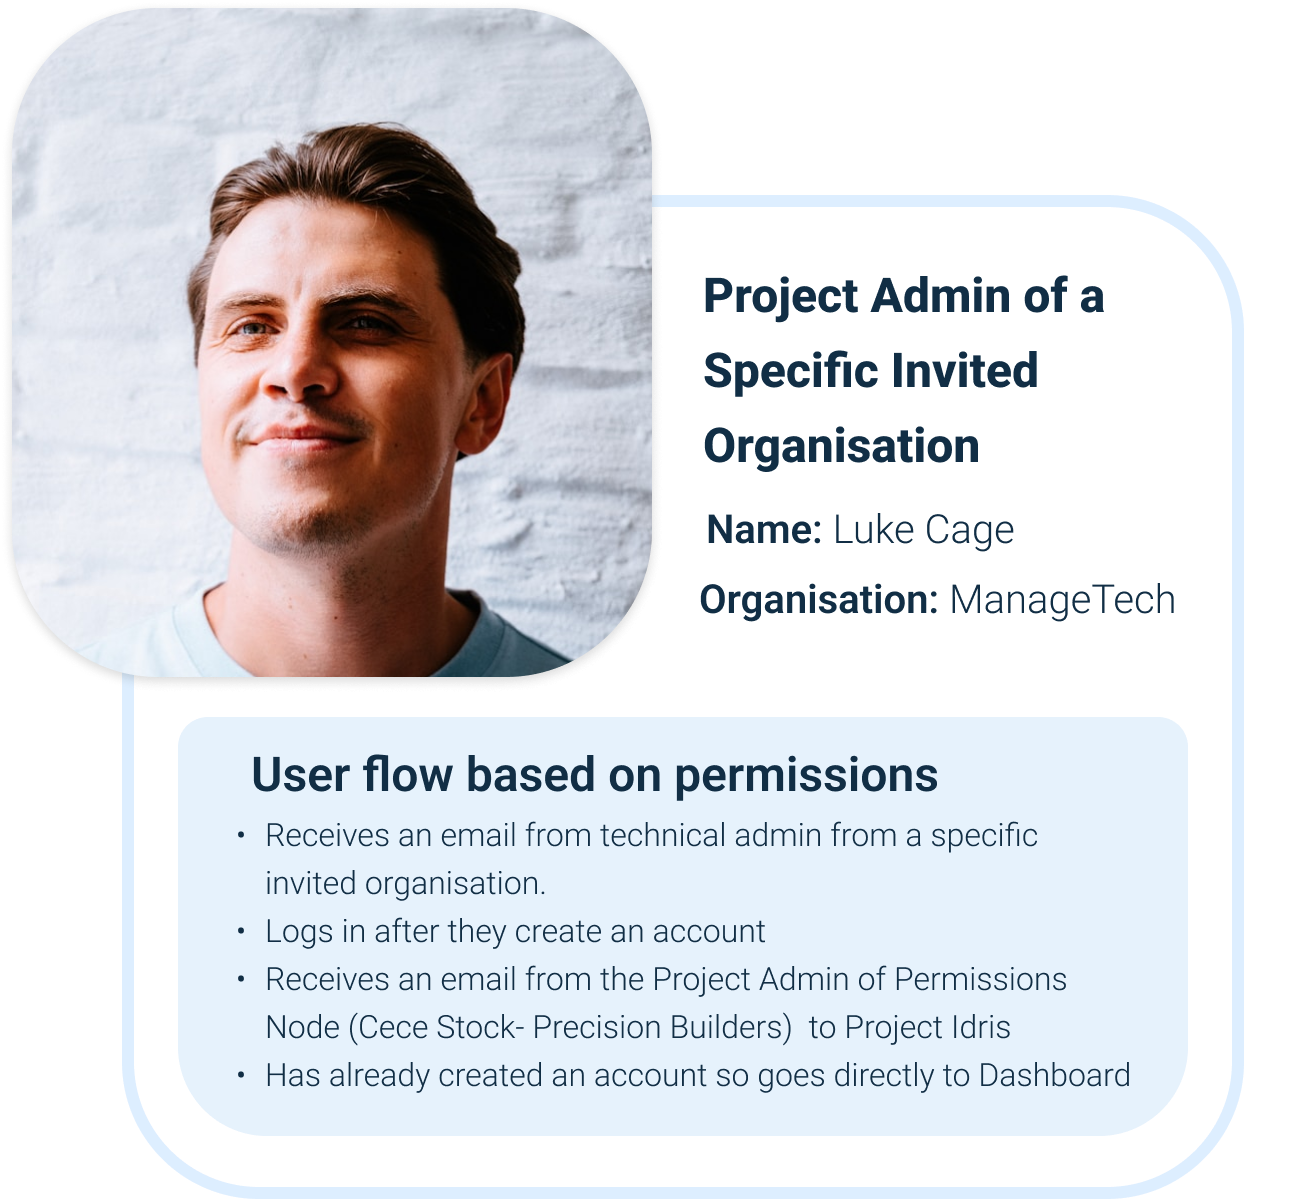 Project Admin of a
Specific Invited
Organisation
Name: Luke Cage
Organisation: ManageTech
User flow based on permissions
• Receives an email from technical admin from a specific
invited organisation.
• Logs in after they create an account
• Receives an email from the Project Admin of Permissions
Node (Cece Stock- Precision Builders)  to Project Idris
• Has already created an account so goes directly to Dashboard